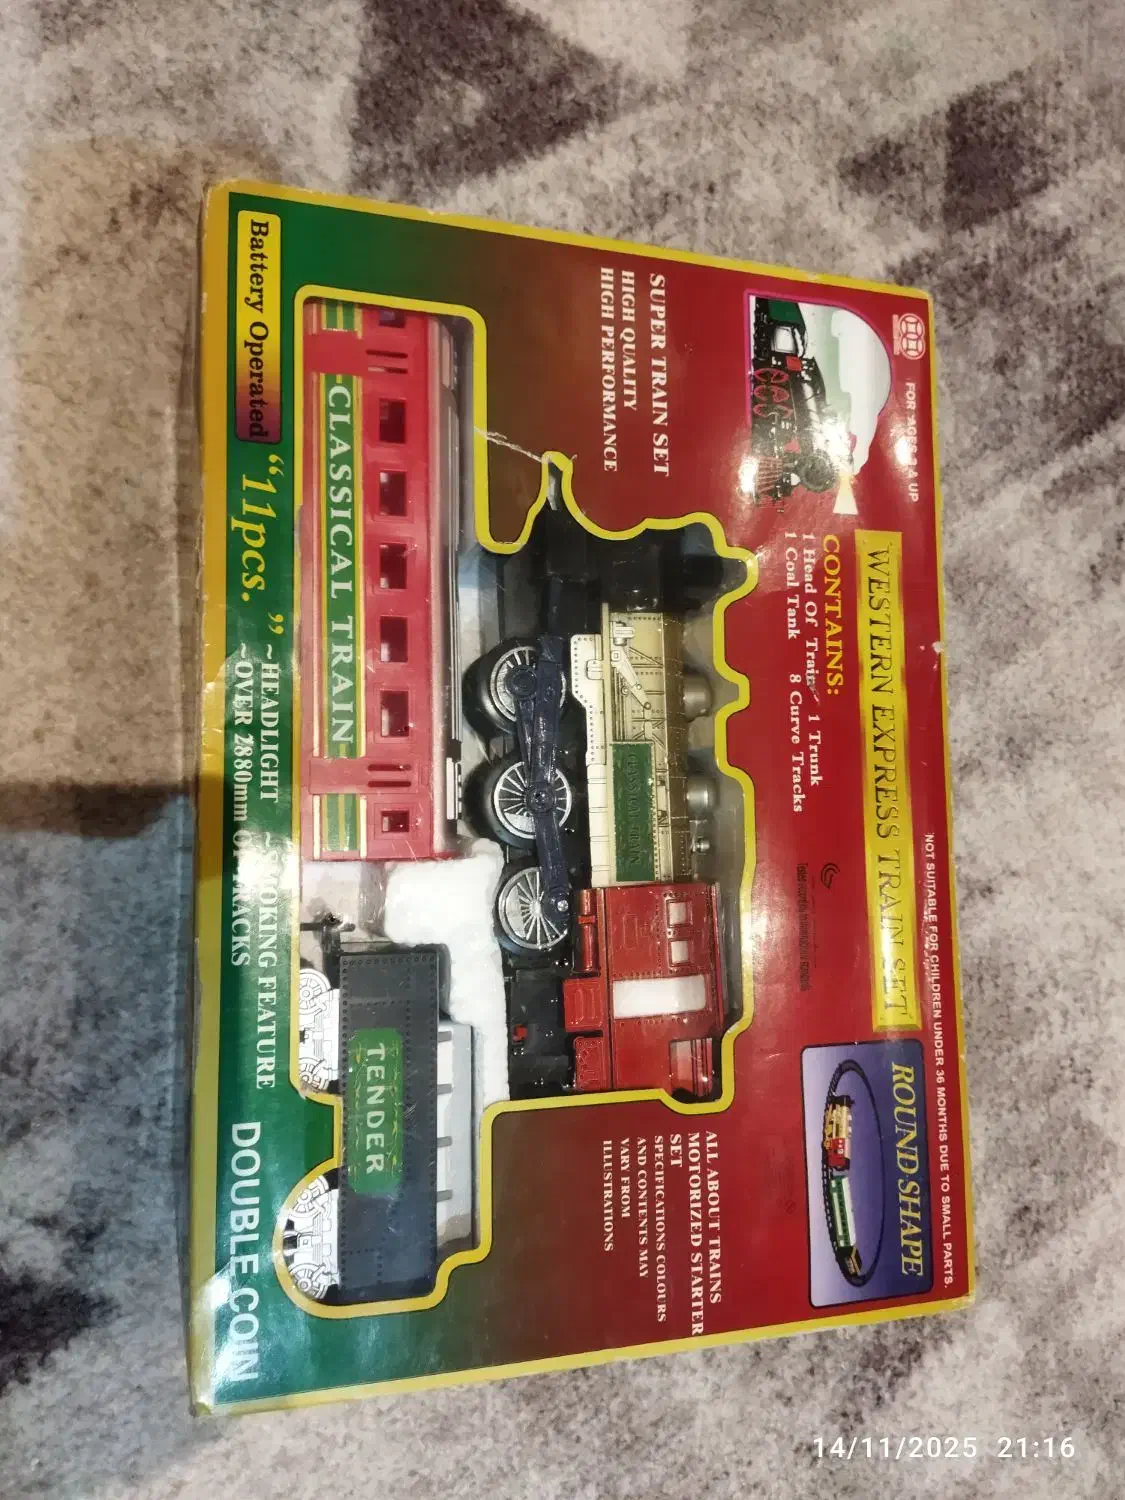 FOR AGES & UP
NOT SUITABLE FOR CHILDREN UNDER 36 MONTHS DUE TO SMALL PARTS.
WESTERN EXPRESS TRAIN SET
ROUND SHAPE
CONTAINS:
1 Head Of Train 1 Trunk
1 Coal Tank 8 Curve Tracks
SUPER TRAIN SET
HIGH QUALITY
HIGH PERFORMANCE
CLASSICAL TRAIN
ALL ABOUT TRAINS
MOTORIZED STARTER
SET
SPECIFICATIONS COLOURS
AND CONTENTS MAY
VARY FROM
ILLUSTRATIONS
CLASSICAL TRAIN
TENDER
Battery Operated
"11pcs."
~HEADLIGHT ~SMOKING FEATURE
~OVER 2880mm OF TRACKS
DOUBLE COIN
14/11/2025 21:16